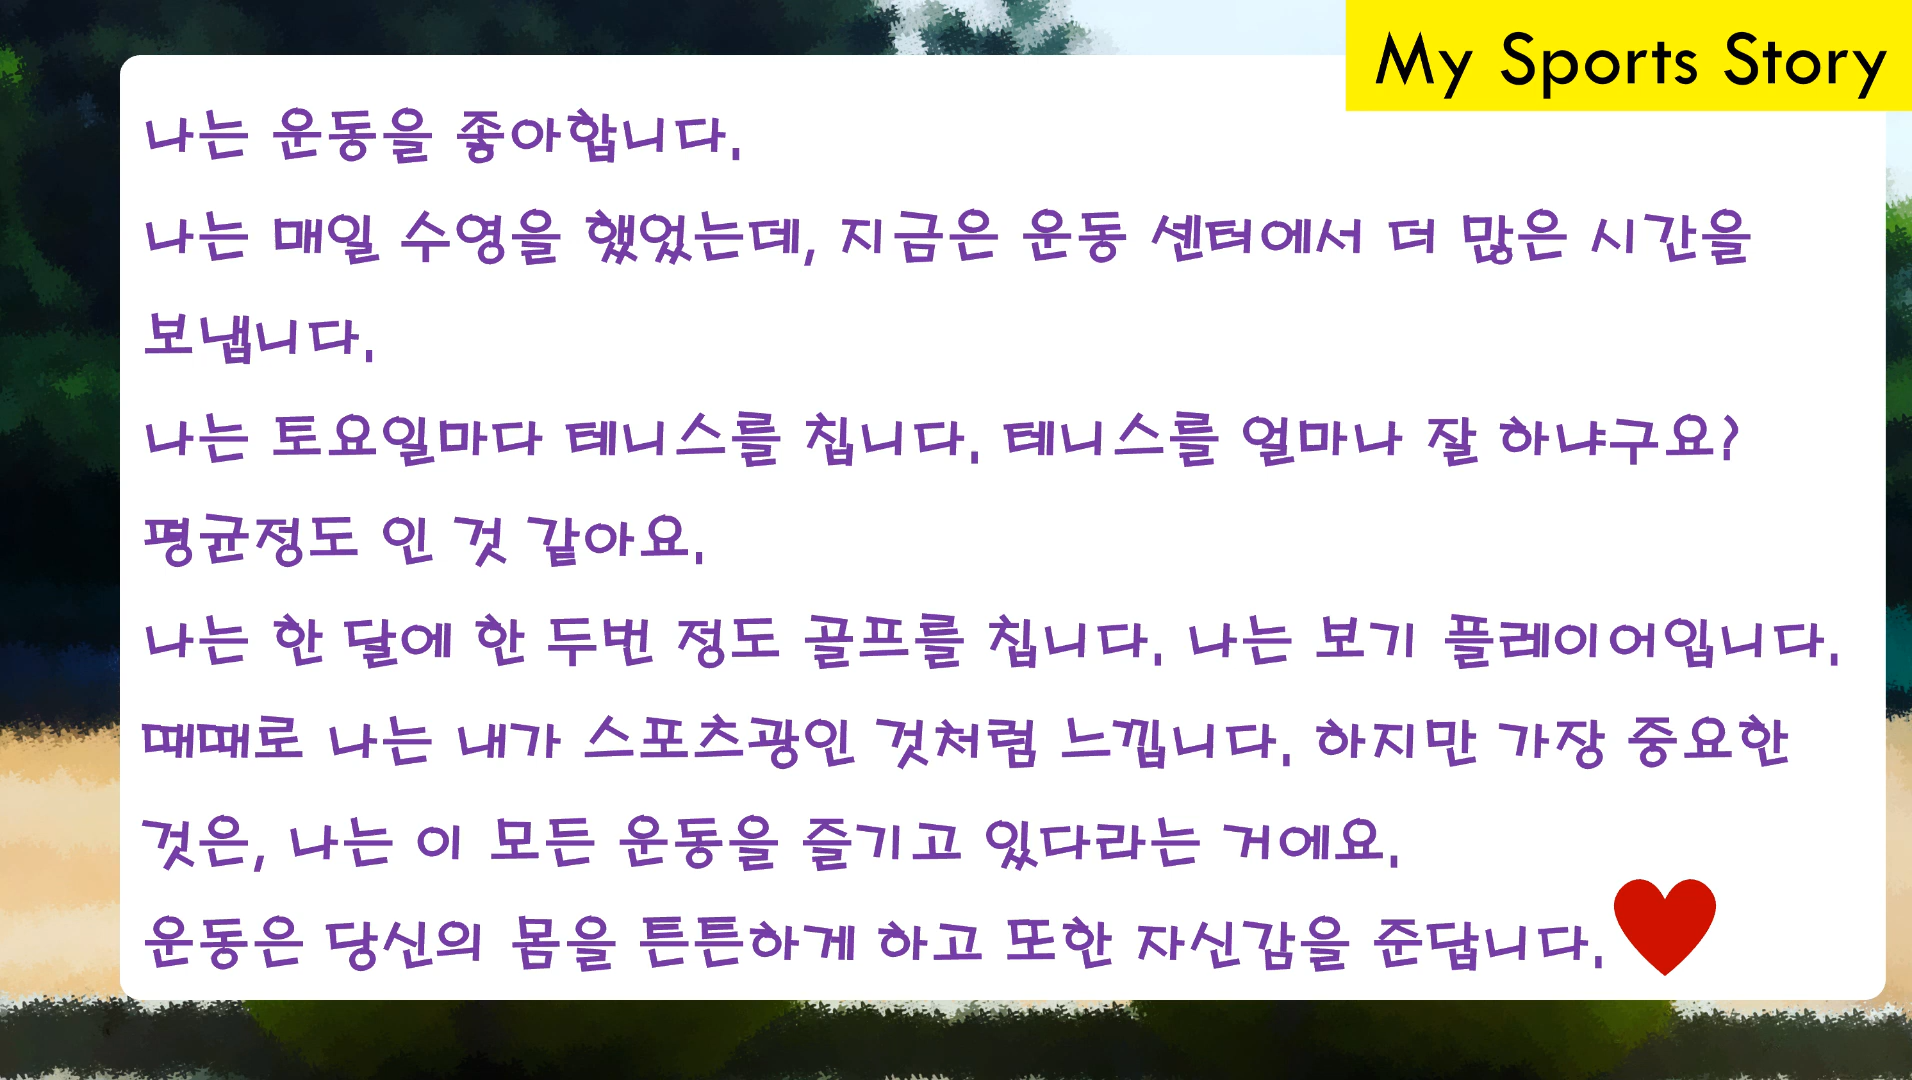 My Sports Story
나는 운동을 좋아합니다.
나는 매일 수영을 했었는데, 지금은 운동 센터에서 더 많은 시간을
보냅니다.
나는 토요일마다 테니스를 칩니다. 테니스를 얼마나 잘 하냐구요?
평균정도 인 것 같아요.
나는 한 달에 한 두번 정도 골프를 칩니다. 나는 보기 플레이어입니다.
때때로 나는 내가 스포츠광인 것처럼 느낍니다. 하지만 가장 중요한
것은, 나는 이 모든 운동을 즐기고 있다라는 거에요.
운동은 당신의 몸을 튼튼하게 하고 또한 자신감을 준답니다.